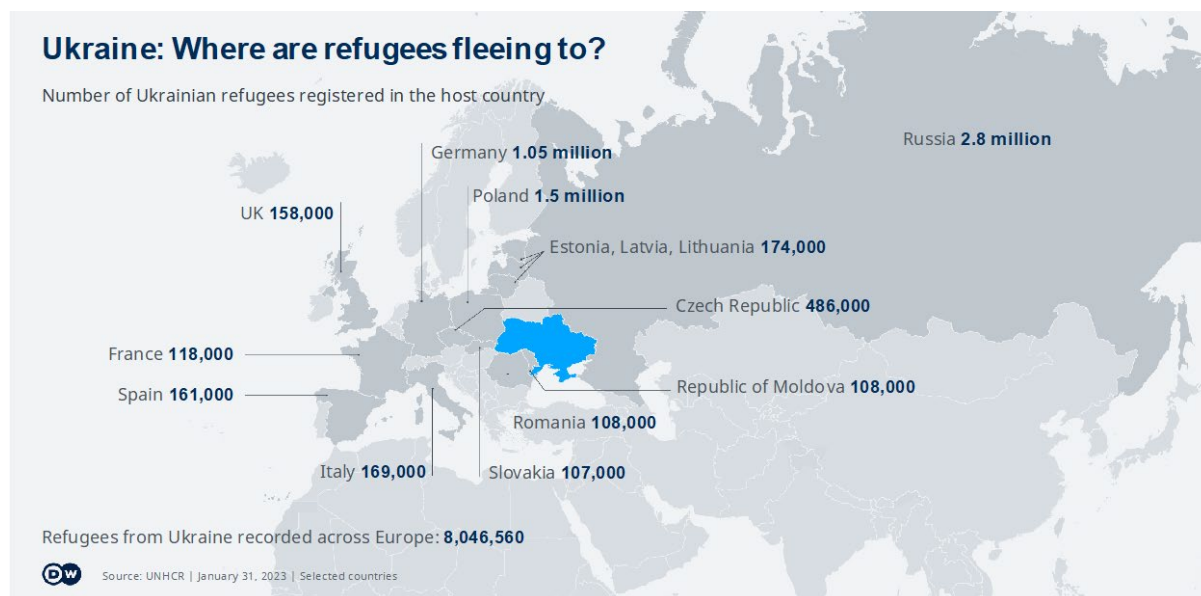 Ukraine: Where are refugees fleeing to?
Number of Ukrainian refugees registered in the host country
Russia 2.8 million
Germany 1.05 million
Poland 1.5 million
UK 158,000
Estonia, Latvia, Lithuania 174,000
Czech Republic 486,000
France 118,000
Republic of Moldova 108,000
Spain 161,000
Romania 108,000
Italy 169,000
Slovakia 107,000
Refugees from Ukraine recorded across Europe: 8,046,560
DW
Source: UNHCR | January 31, 2023 | Selected countries